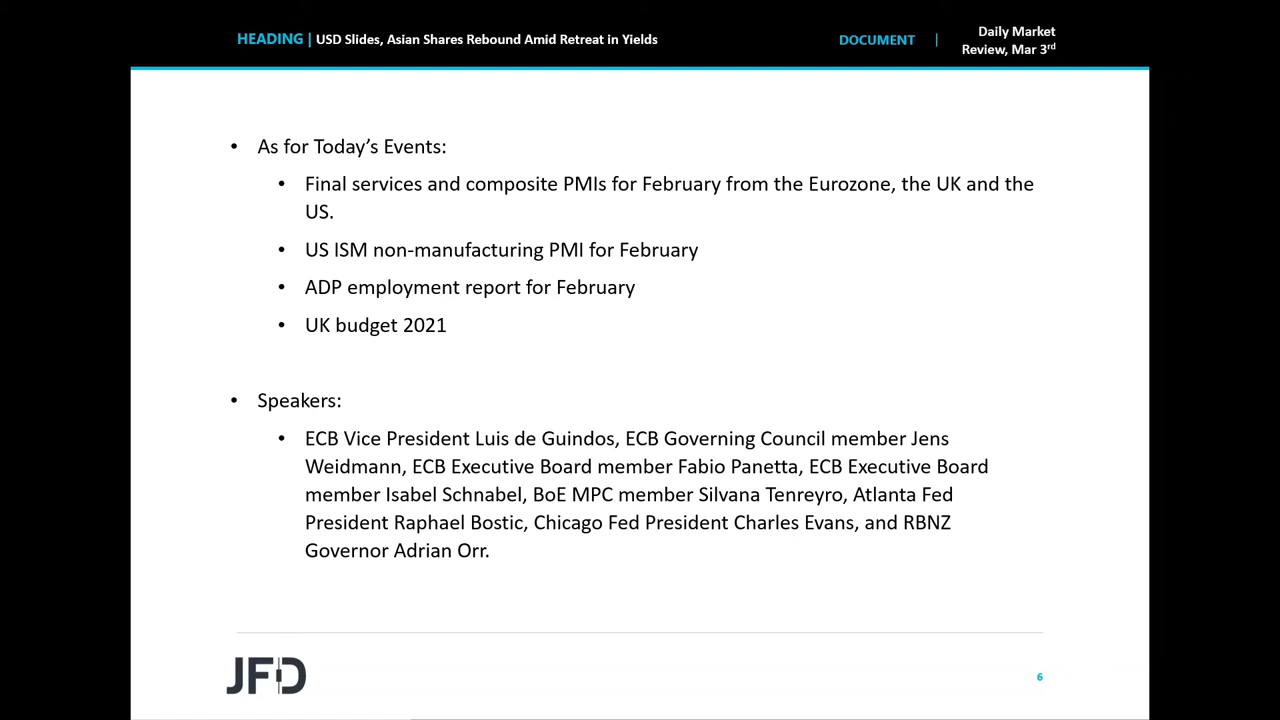 HEADING | USD Slides, Asian Shares Rebound Amid Retreat in Yields
DOCUMENT | Daily Market
Review, Mar 3rd
• As for Today’s Events:
• Final services and composite PMIs for February from the Eurozone, the UK and the
US.
• US ISM non-manufacturing PMI for February
• ADP employment report for February
• UK budget 2021
• Speakers:
• ECB Vice President Luis de Guindos, ECB Governing Council member Jens
Weidmann, ECB Executive Board member Fabio Panetta, ECB Executive Board
member Isabel Schnabel, BoE MPC member Silvana Tenreyro, Atlanta Fed
President Raphael Bostic, Chicago Fed President Charles Evans, and RBNZ
Governor Adrian Orr.
JFD
6